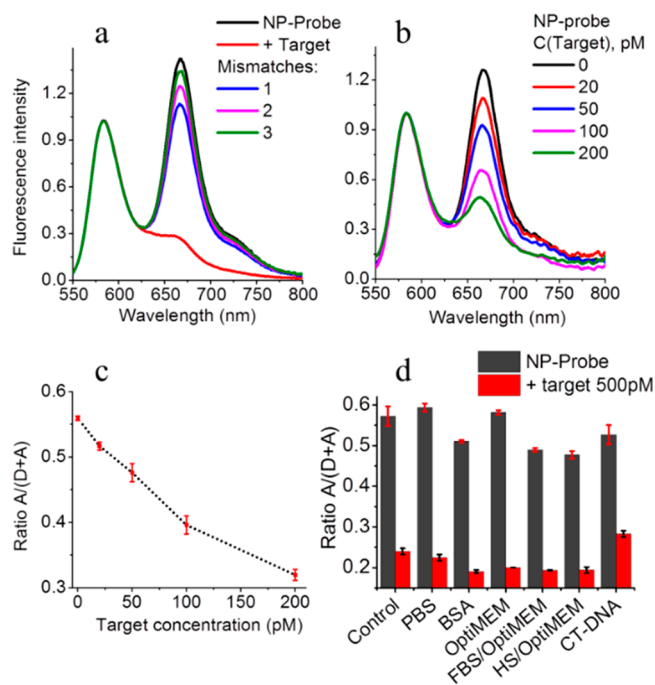 a
NP-Probe
+ Target
Mismatches:
1
2
3
Fluorescence intensity
1.5
1.2
0.9
0.6
0.3
0.0
550 600 650 700 750 800
Wavelength (nm)
b
NP-probe
C(Target), pM
0
20
50
100
200
1.2
0.9
0.6
0.3
0.0
550 600 650 700 750 800
Wavelength (nm)
c
Ratio A/(D+A)
0.6
0.5
0.4
0.3
0 50 100 150 200
Target concentration (pM)
d
NP-Probe
+ target 500pM
Ratio A/(D+A)
0.6
0.5
0.4
0.3
0.2
Control
PBS
BSA
OptiMEM
FBS/OptiMEM
HS/OptiMEM
CT-DNA